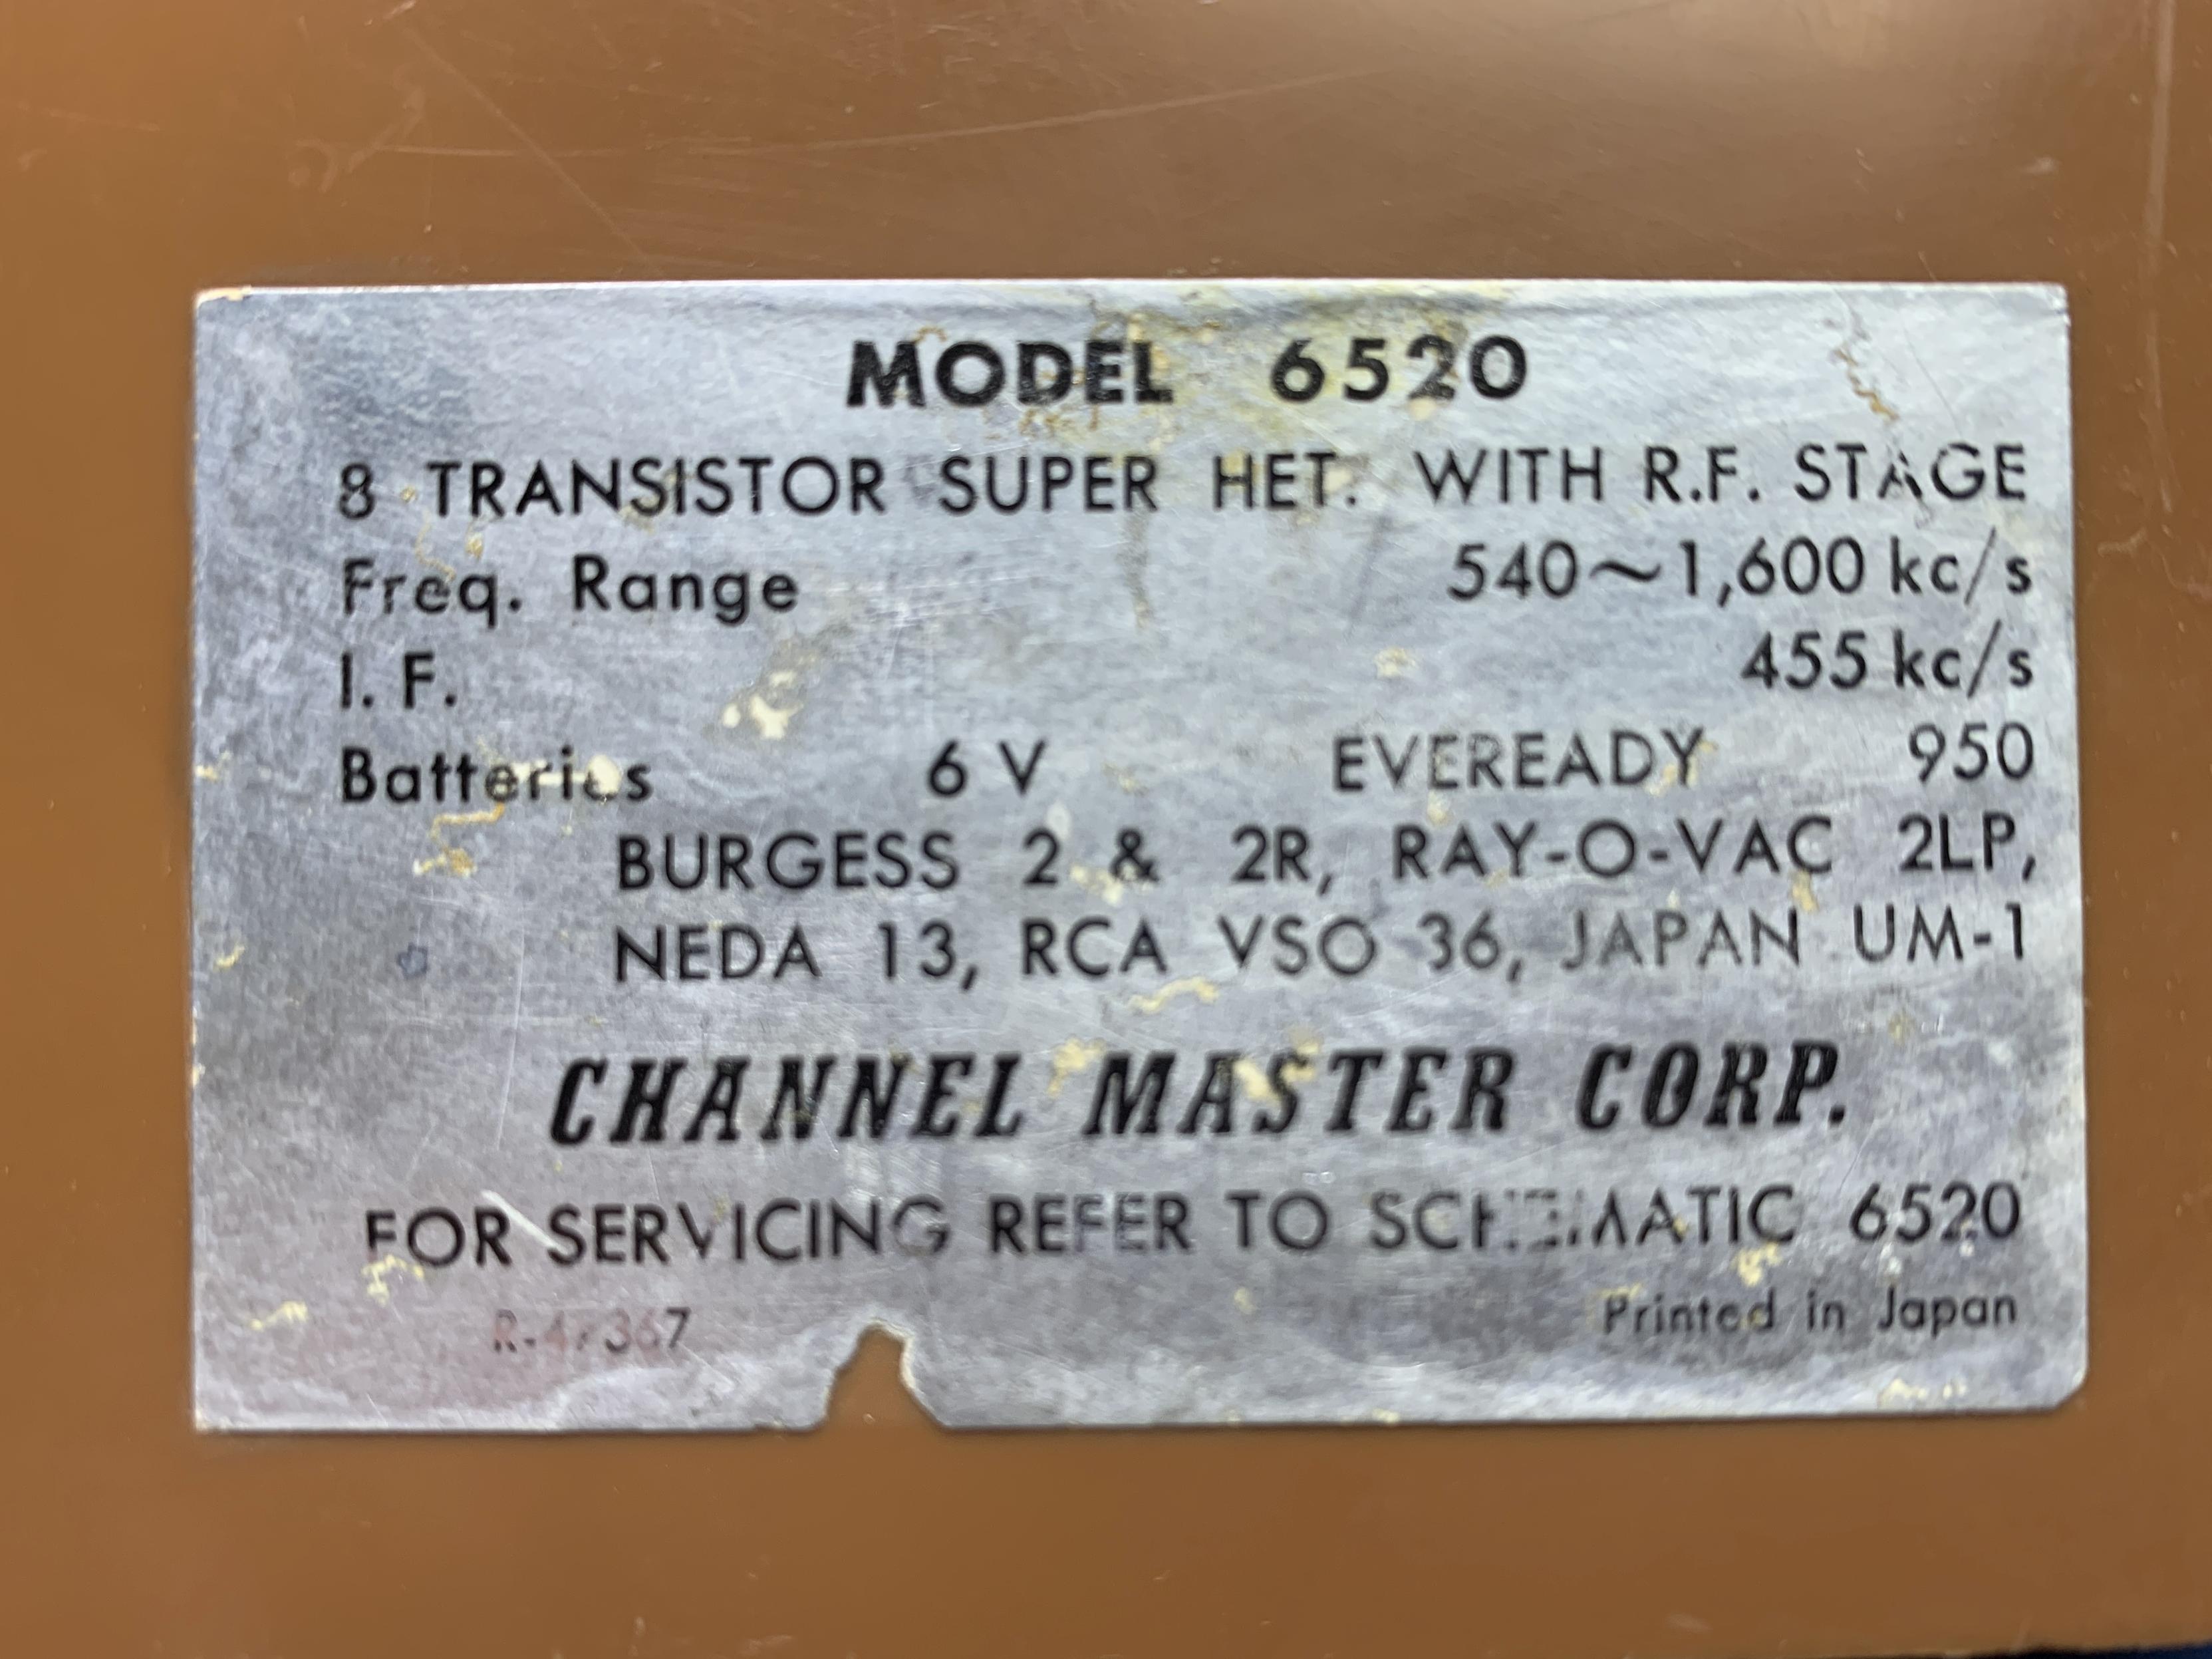 MODEL 6520
8 TRANSISTOR SUPER HET. WITH R.F. STAGE
Freq. Range 540~1,600 kc/s
I. F. 455 kc/s
Batteries 6 V EVEREADY 950
BURGESS 2 & 2R, RAY-O-VAC 2LP,
NEDA 13, RCA VSO 36, JAPAN UM-1
CHANNEL MASTER CORP.
FOR SERVICING REFER TO SCHEMATIC 6520
Printed in Japan